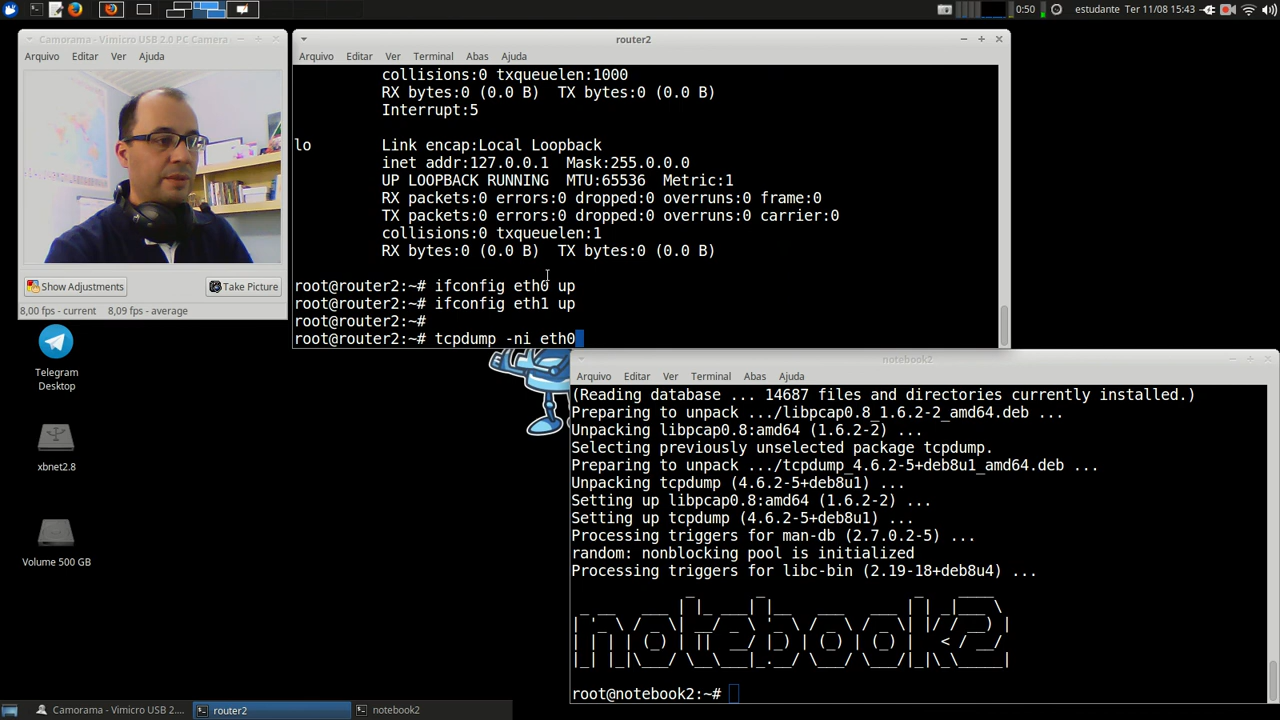 0:50 estudante Ter 11/08 15:43
Camorama - Vimicro USB 2.0 PC Camera
Arquivo Editar Ver Ajuda
Show Adjustments Take Picture
8,00 fps - current 8,09 fps - average
router2
Arquivo Editar Ver Terminal Abas Ajuda
collisions:0 txqueuelen:1000
RX bytes:0 (0.0 B)  TX bytes:0 (0.0 B)
Interrupt:5
lo        Link encap:Local Loopback
inet addr:127.0.0.1  Mask:255.0.0.0
UP LOOPBACK RUNNING  MTU:65536  Metric:1
RX packets:0 errors:0 dropped:0 overruns:0 frame:0
TX packets:0 errors:0 dropped:0 overruns:0 carrier:0
collisions:0 txqueuelen:1
RX bytes:0 (0.0 B)  TX bytes:0 (0.0 B)
root@router2:~# ifconfig eth0 up
root@router2:~# ifconfig eth1 up
root@router2:~#
root@router2:~# tcpdump -ni eth0
Telegram
Desktop
xbnet2.8
Volume 500 GB
notebook2
Arquivo Editar Ver Terminal Abas Ajuda
(Reading database ... 14687 files and directories currently installed.)
Preparing to unpack .../libpcap0.8_1.6.2-2_amd64.deb ...
Unpacking libpcap0.8:amd64 (1.6.2-2) ...
Selecting previously unselected package tcpdump.
Preparing to unpack .../tcpdump_4.6.2-5+deb8u1_amd64.deb ...
Unpacking tcpdump (4.6.2-5+deb8u1) ...
Setting up libpcap0.8:amd64 (1.6.2-2) ...
Setting up tcpdump (4.6.2-5+deb8u1) ...
Processing triggers for man-db (2.7.0.2-5) ...
random: nonblocking pool is initialized
Processing triggers for libc-bin (2.19-18+deb8u4) ...
notebook2
root@notebook2:~#
Camorama - Vimicro USB 2.... router2 notebook2